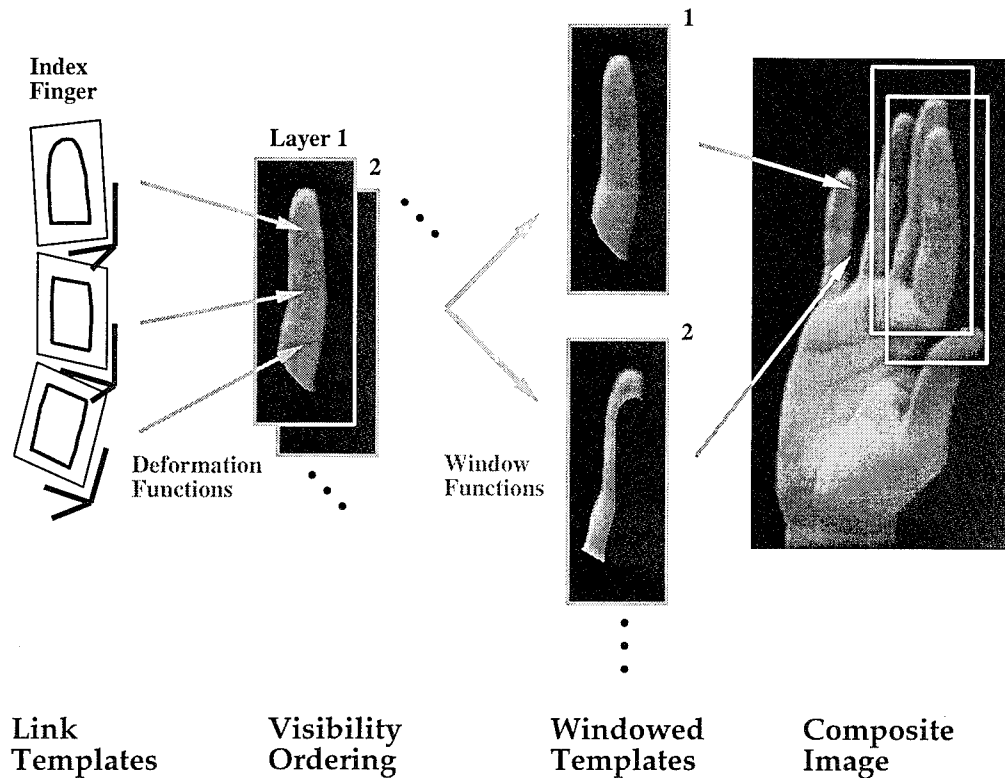 Index
Finger
Layer 1
2
1
2
Deformation
Functions
Window
Functions
Link
Templates
Visibility
Ordering
Windowed
Templates
Composite
Image